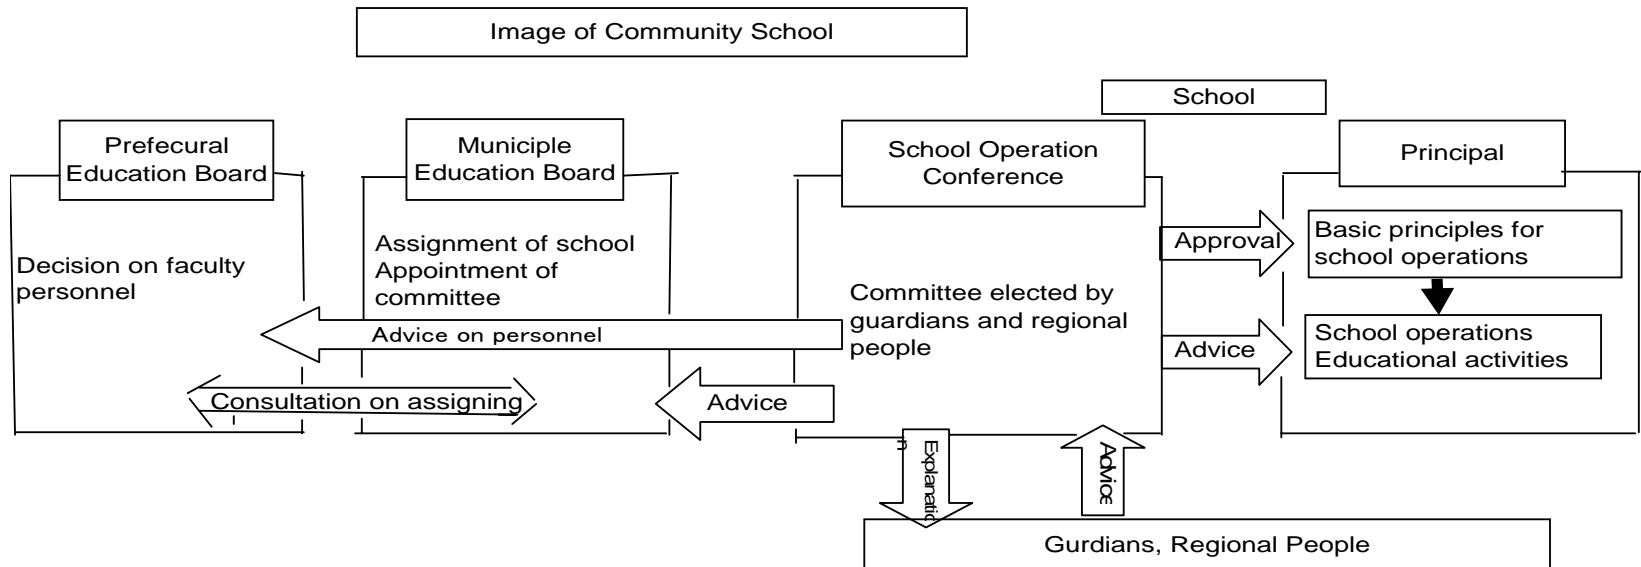 Image of Community School
School
Prefecural
Education Board
Municiple
Education Board
School Operation
Conference
Principal
Decision on faculty
personnel
Assignment of school
Appointment of
committee
Committee elected by
guardians and regional
people
Approval
Basic principles for
school operations
Advice on personnel
Advice
School operations
Educational activities
Consultation on assigning
Advice
Explanatio
n
Advice
Gurdians, Regional People